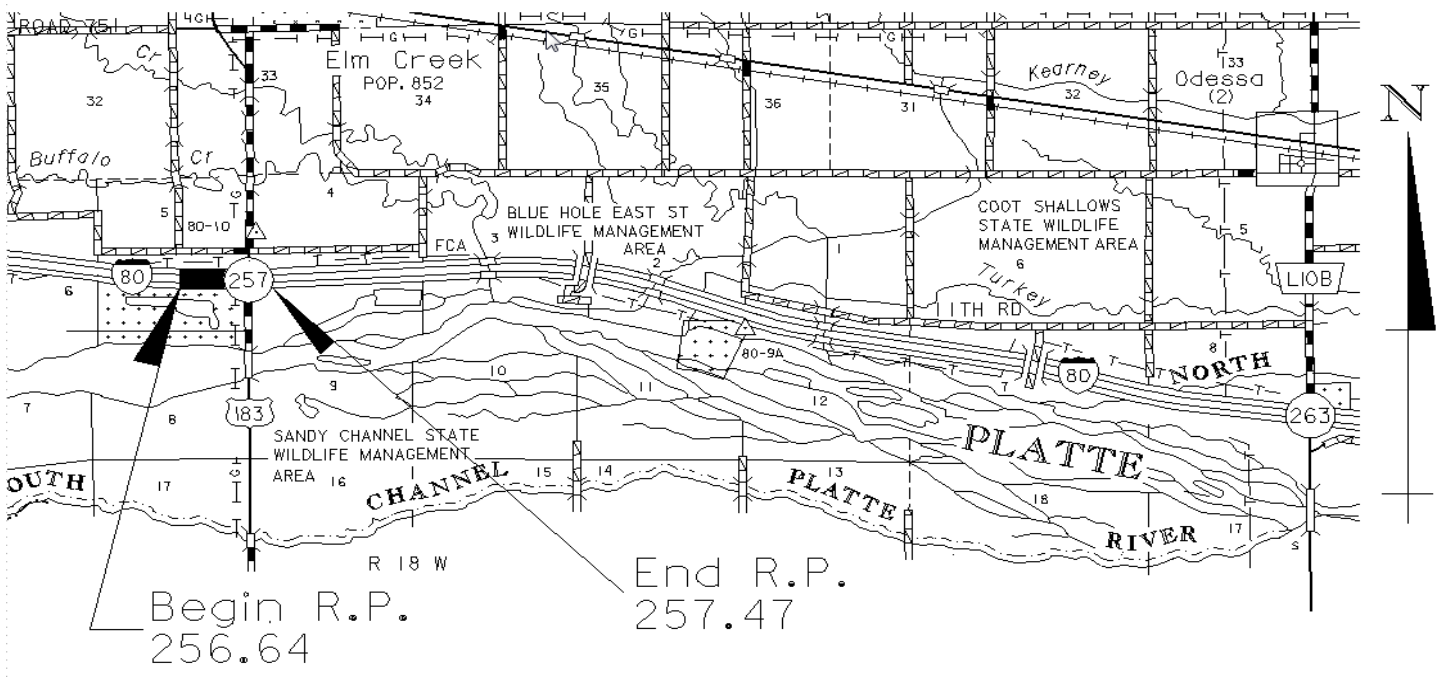 ROAD 75
4GH
G
G
G
Cr
33
Elm Creek
POP. 852
34
35
36
31
Kearney
32
33
Odessa
(2)
32
N
Buffalo
Cr
G
4
5
80-10
3
BLUE HOLE EAST ST
WILDLIFE MANAGEMENT
AREA
2
1
COOT SHALLOWS
STATE WILDLIFE
MANAGEMENT AREA
6
5
FCA
80
257
Turkey
L10B
6
11TH RD
80-9A
8
NORTH
7
80
9
10
11
12
263
7
8
183
SANDY CHANNEL STATE
WILDLIFE MANAGEMENT
AREA
16
PLATTE
OUTH
17
CHANNEL
15
14
PLATTE
13
18
17
RIVER
S
R 18 W
Begin R.P.
256.64
End R.P.
257.47